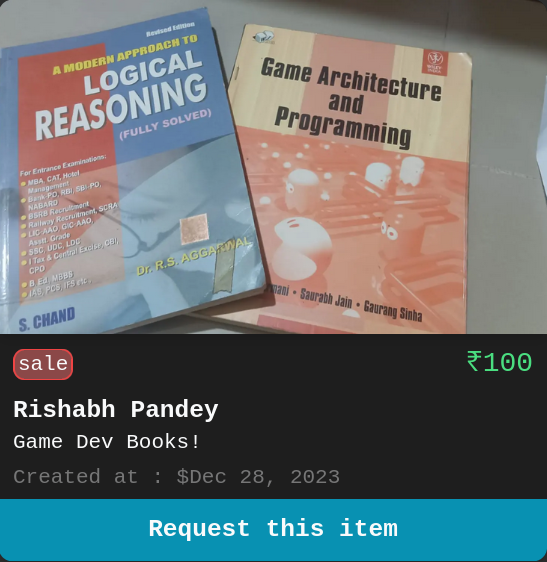 Revised Edition
A MODERN APPROACH TO
LOGICAL
REASONING
(FULLY SOLVED)
For Entrance Examinations:
MBA, CAT, Hotel
Management
Bank PO, RBI, SBI-PO,
NABARD
BSRB Recruitment
Railway Recruitment, SCRA
LIC-AAO, GIC-AAO,
Asstt. Grade
SSC, UDC, LDC
I Tax & Central Excise, CBI,
CPO
B. Ed., MBBS
IAS, PCS, IFS etc.
Dr. R.S. AGGARWAL
S. CHAND
WILEY
INDIA
Game Architecture
and
Programming
• Saurabh Jain • Gaurang Sinha
sale
₹100
Rishabh Pandey
Game Dev Books!
Created at : $Dec 28, 2023
Request this item